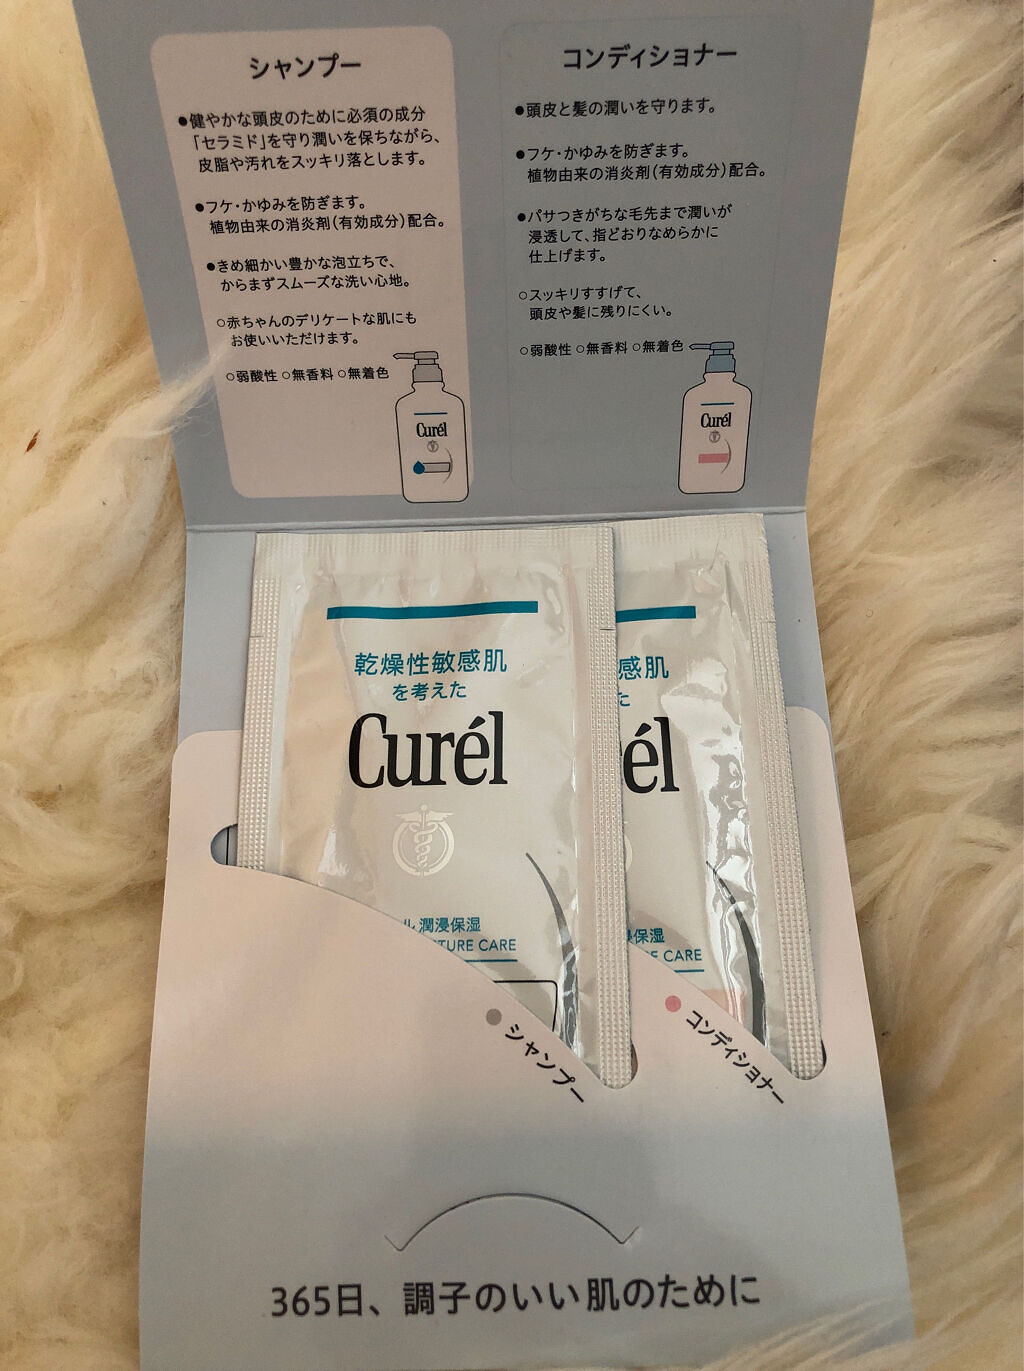 シャンプー
●健やかな頭皮のために必須の成分
「セラミド」を守り潤いを保ちながら、
皮脂や汚れをスッキリ落とします。
●フケ・かゆみを防ぎます。
植物由来の消炎剤(有効成分)配合。
●きめ細かい豊かな泡立ちで、
からまずスムーズな洗い心地。
○赤ちゃんのデリケートな肌にも
お使いいただけます。
○弱酸性 ○無香料 ○無着色
Curél
コンディショナー
●頭皮と髪の潤いを守ります。
●フケ・かゆみを防ぎます。
植物由来の消炎剤(有効成分)配合。
●パサつきがちな毛先まで潤いが
浸透して、指どおりなめらかに
仕上げます。
○スッキリすすげて、
頭皮や髪に残りにくい。
○弱酸性 ○無香料 ○無着色
Curél
乾燥性敏感肌
を考えた
Curél
ル 潤浸保湿
TURE CARE
感肌
た
él
保湿
E CARE
●シャンプー
●コンディショナー
365日、調子のいい肌のために